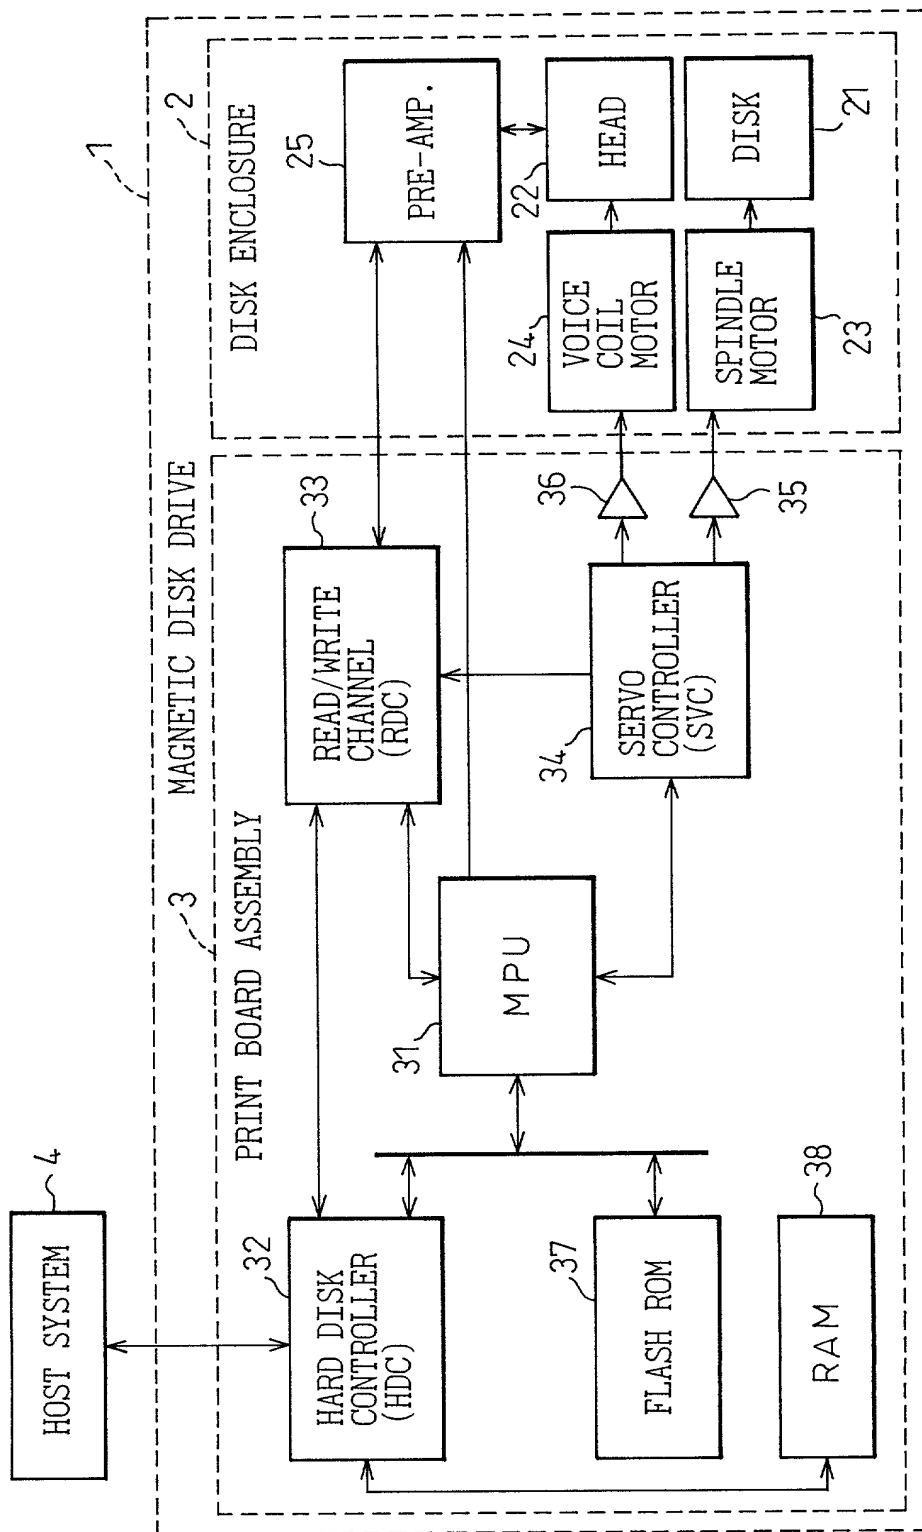 4
HOST SYSTEM
1
MAGNETIC DISK DRIVE
3
PRINT BOARD ASSEMBLY
2
DISK ENCLOSURE
32
HARD DISK
CONTROLLER
(HDC)
33
READ/WRITE
CHANNEL
(RDC)
25
PRE-AMP.
31
MPU
37
FLASH ROM
34
SERVO
CONTROLLER
(SVC)
36
35
24
VOICE
COIL
MOTOR
22
HEAD
SPINDLE
MOTOR
23
DISK
21
38
RAM